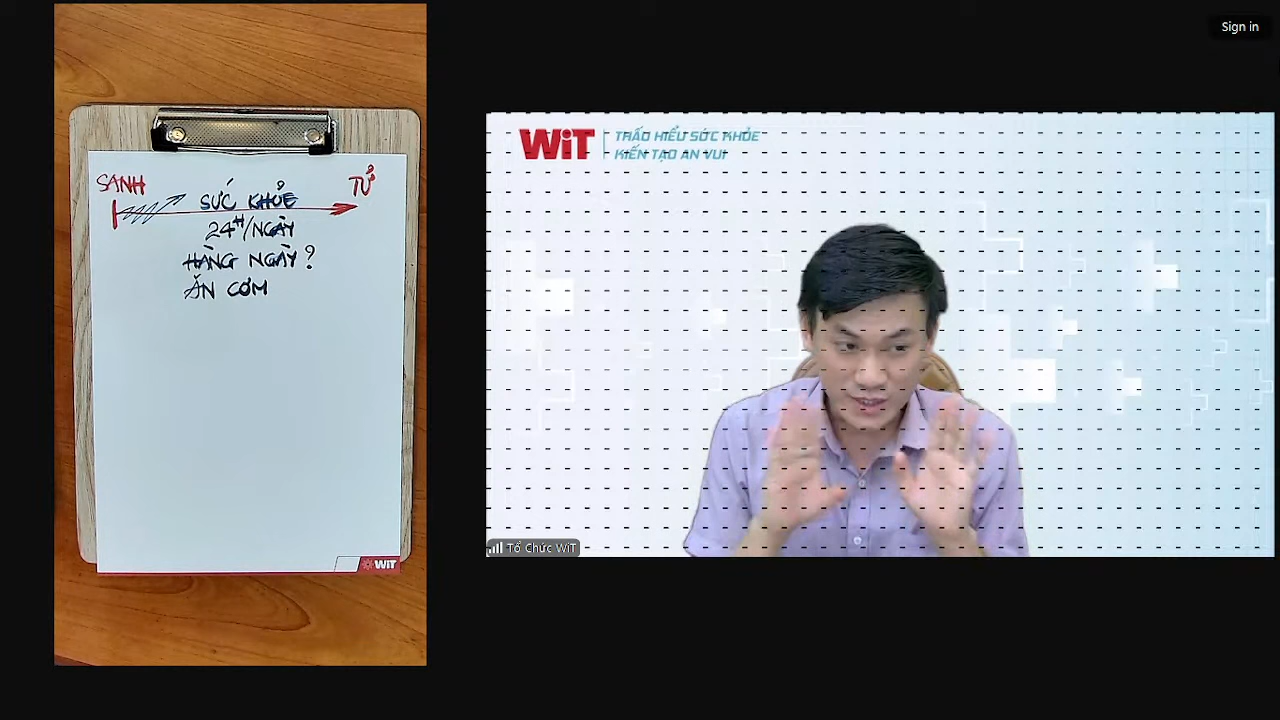 Sign in
SANH
TỬ
SỨC KHỎE
24H/NGÀY
HÀNG NGÀY?
ĂN CƠM
WiT
WiT
THẤU HIỂU SỨC KHỎE
KIẾN TẠO AN VUI
Tổ Chức WiT